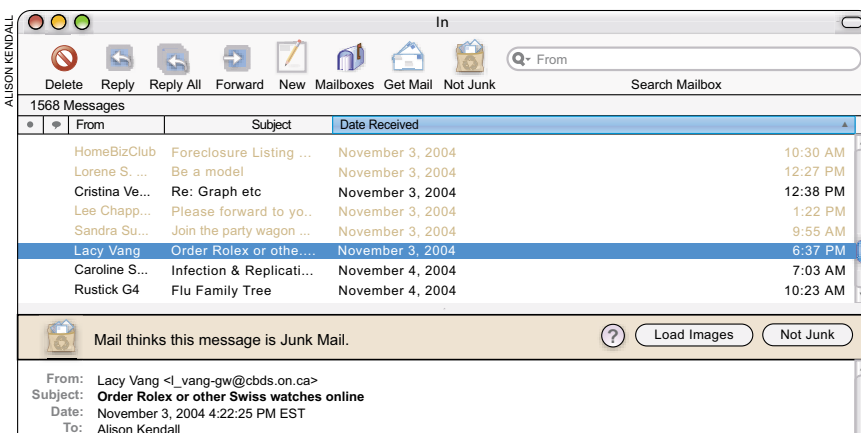 ALISON KENDALL
In
Delete Reply Reply All Forward New Mailboxes Get Mail Not Junk Search Mailbox
Q From
1568 Messages
From Subject Date Received
HomeBizClub Foreclosure Listing ... November 3, 2004 10:30 AM
Lorene S. ... Be a model November 3, 2004 12:27 PM
Cristina Ve... Re: Graph etc November 3, 2004 12:38 PM
Lee Chapp... Please forward to yo.. November 3, 2004 1:22 PM
Sandra Su... Join the party wagon ... November 3, 2004 9:55 AM
Lacy Vang Order Rolex or othe.... November 3, 2004 6:37 PM
Caroline S... Infection & Replicati... November 4, 2004 7:03 AM
Rustick G4 Flu Family Tree November 4, 2004 10:23 AM
Mail thinks this message is Junk Mail. ? Load Images Not Junk
From: Lacy Vang <l_vang-gw@cbds.on.ca>
Subject: Order Rolex or other Swiss watches online
Date: November 3, 2004 4:22:25 PM EST
To: Alison Kendall